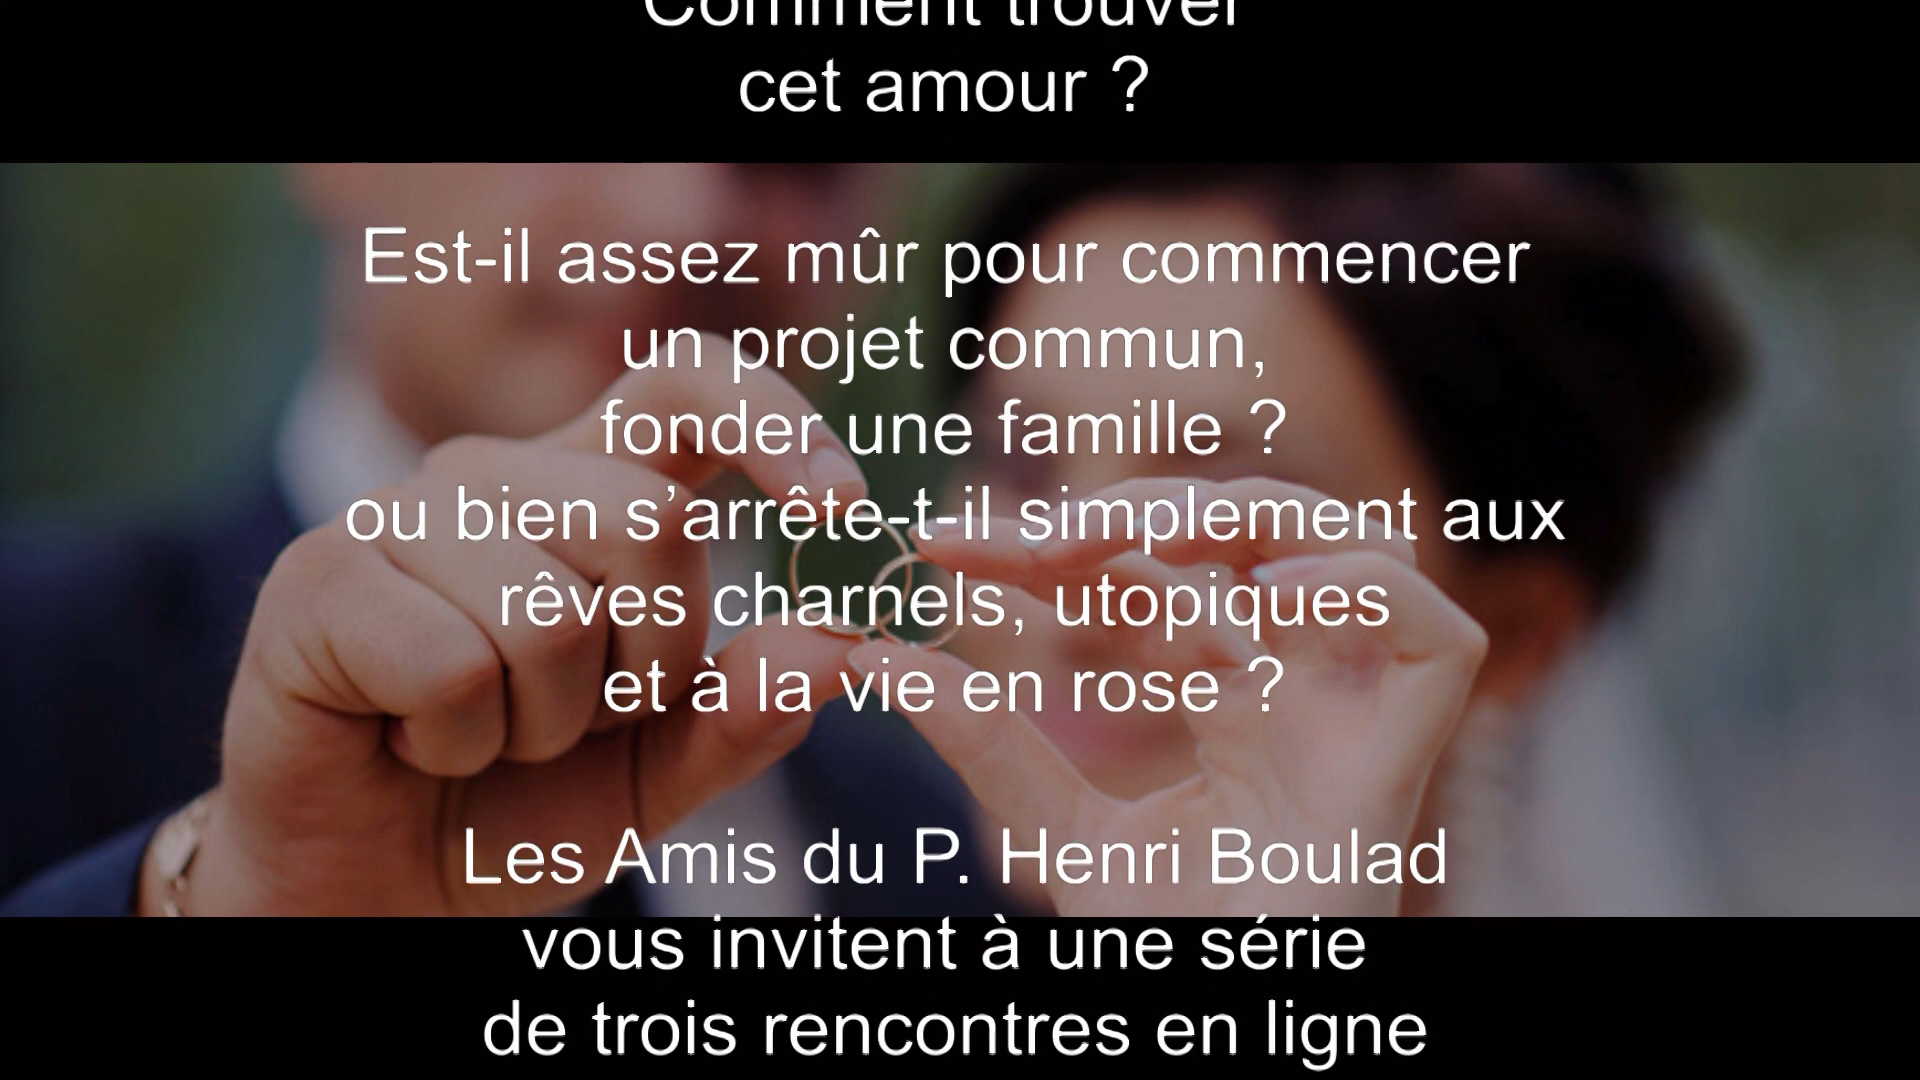 Comment trouver
cet amour ?
Est-il assez mûr pour commencer
un projet commun,
fonder une famille ?
ou bien s’arrête-t-il simplement aux
rêves charnels, utopiques
et à la vie en rose ?
Les Amis du P. Henri Boulad
vous invitent à une série
de trois rencontres en ligne